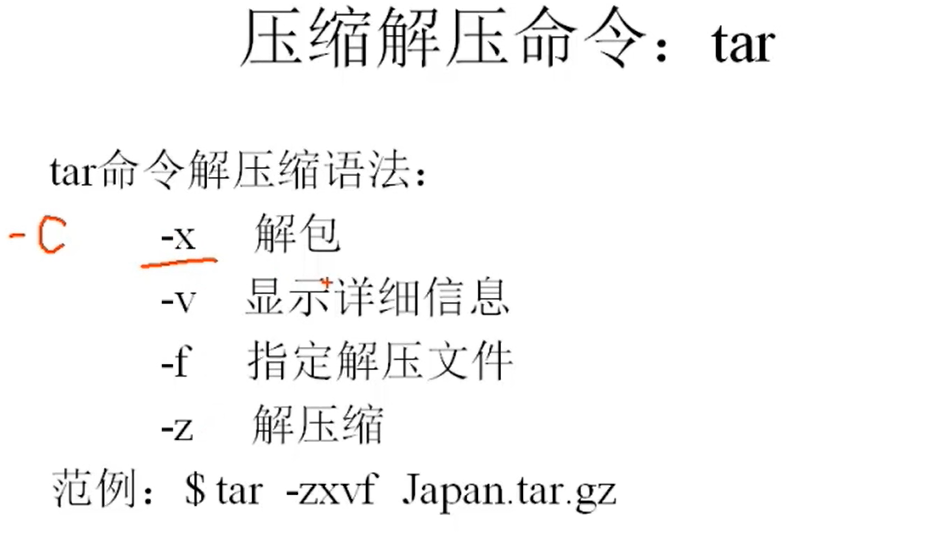 压缩解压命令：tar
tar命令解压缩语法：
-C -x 解包
-v 显示详细信息
-f 指定解压文件
-z 解压缩
范例：$ tar -zxvf Japan.tar.gz